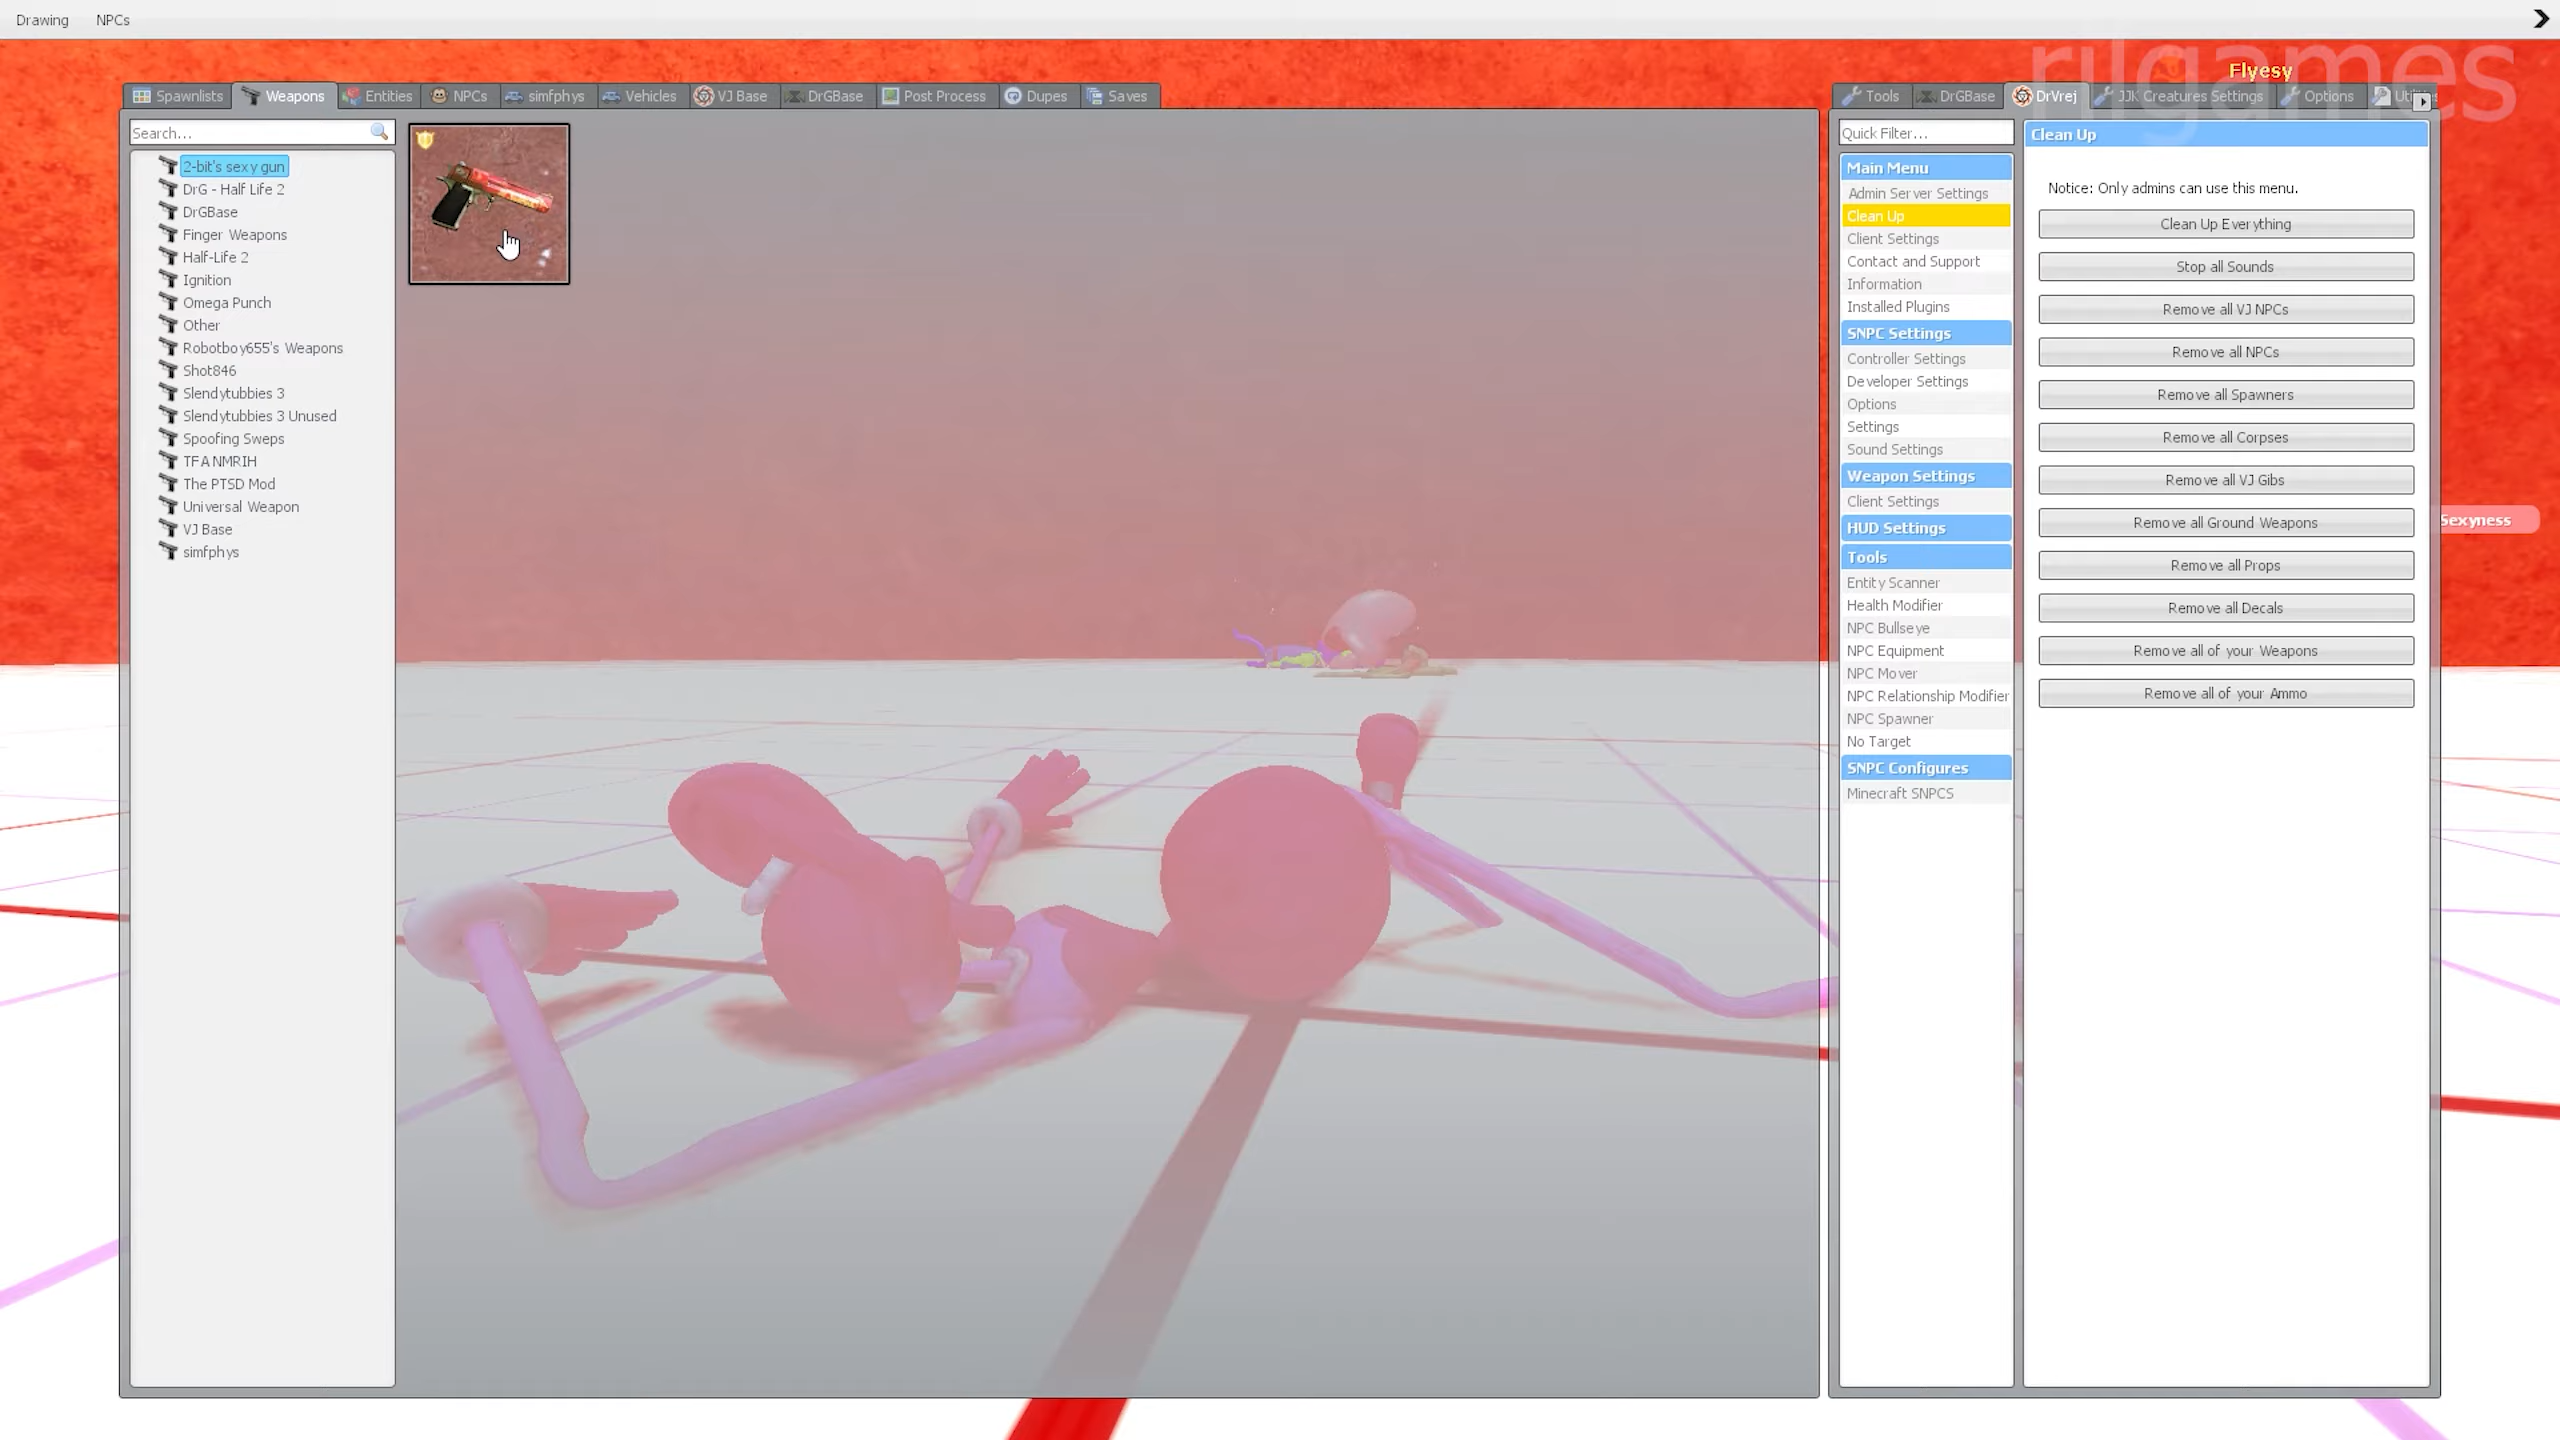 Drawing NPCs
rilgames
Flyesy
Spawnlists Weapons Entities NPCs simfphys Vehicles VJ Base DrGBase Post Process Dupes Saves
Search...
2-bit's sexy gun
DrG - Half Life 2
DrGBase
Finger Weapons
Half-Life 2
Ignition
Omega Punch
Other
Robotboy655's Weapons
Shot846
Slendytubbies 3
Slendytubbies 3 Unused
Spoofing Sweps
TFA NMRIH
The PTSD Mod
Universal Weapon
VJ Base
simfphys
Tools DrGBase DrVrej JJK Creatures Settings Options
Quick Filter...
Main Menu
Admin Server Settings
Clean Up
Client Settings
Contact and Support
Information
Installed Plugins
SNPC Settings
Controller Settings
Developer Settings
Options
Settings
Sound Settings
Weapon Settings
Client Settings
HUD Settings
Tools
Entity Scanner
Health Modifier
NPC Bullseye
NPC Equipment
NPC Mover
NPC Relationship Modifier
NPC Spawner
No Target
SNPC Configures
Minecraft SNPCS
Clean Up
Notice: Only admins can use this menu.
Clean Up Everything
Stop all Sounds
Remove all VJ NPCs
Remove all NPCs
Remove all Spawners
Remove all Corpses
Remove all VJ Gibs
Remove all Ground Weapons
Remove all Props
Remove all Decals
Remove all of your Weapons
Remove all of your Ammo
Sexyness